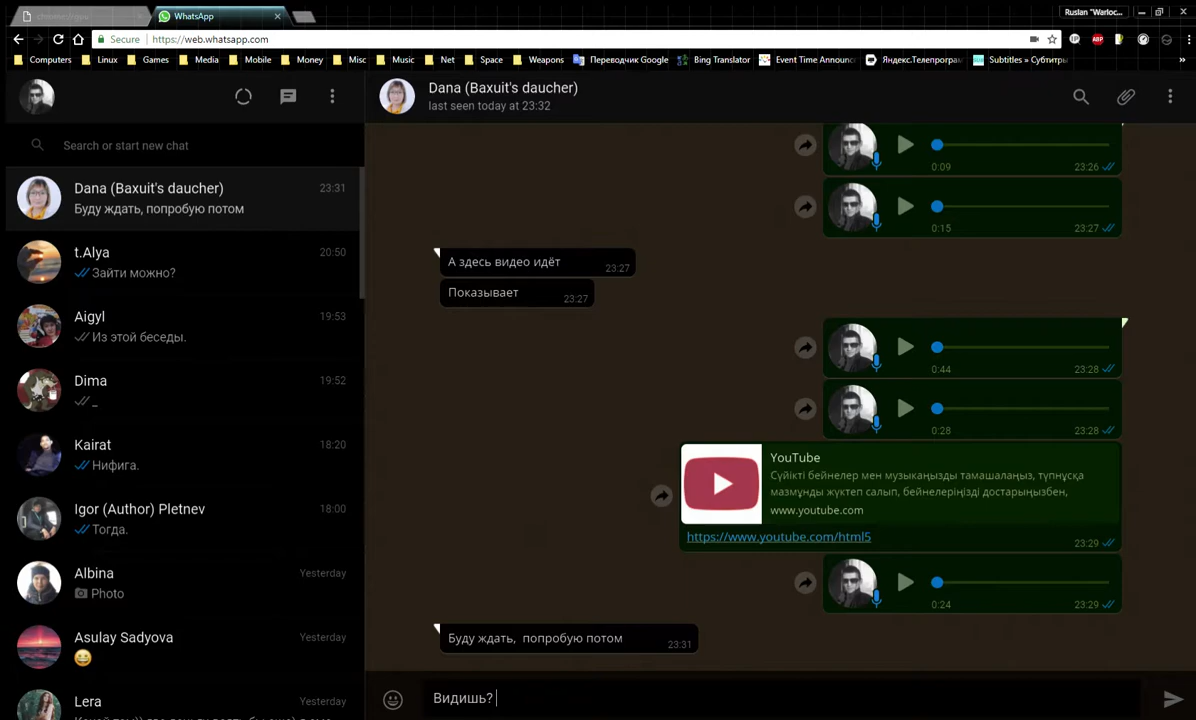 WhatsApp
Ruslan "Warloc...
Secure
https://web.whatsapp.com
Computers
Linux
Games
Media
Mobile
Money
Misc
Music
Net
Space
Weapons
Переводчик Google
Bing Translator
Event Time Announc
Яндекс.Телепрограм
Subtitles » Субтитры
Search or start new chat
Dana (Baxuit's daucher)
23:31
Буду ждать, попробую потом
t.Alya
20:50
Зайти можно?
Aigyl
19:53
Из этой беседы.
Dima
19:52
_
Kairat
18:20
Нифига.
Igor (Author) Pletnev
18:00
Тогда.
Albina
Yesterday
Photo
Asulay Sadyova
Yesterday
Lera
Yesterday
Dana (Baxuit's daucher)
last seen today at 23:32
0:09
23:26
0:15
23:27
А здесь видео идёт
23:27
Показывает
23:27
0:44
23:28
0:28
23:28
YouTube
Сүйікті бейнелер мен музыкаңызды тамашалаңыз, түпнұсқа
мазмұнды жүктеп салып, бейнелеріңізді достарыңызбен,
www.youtube.com
https://www.youtube.com/html5
23:29
0:24
23:29
Буду ждать, попробую потом
23:31
Видишь?